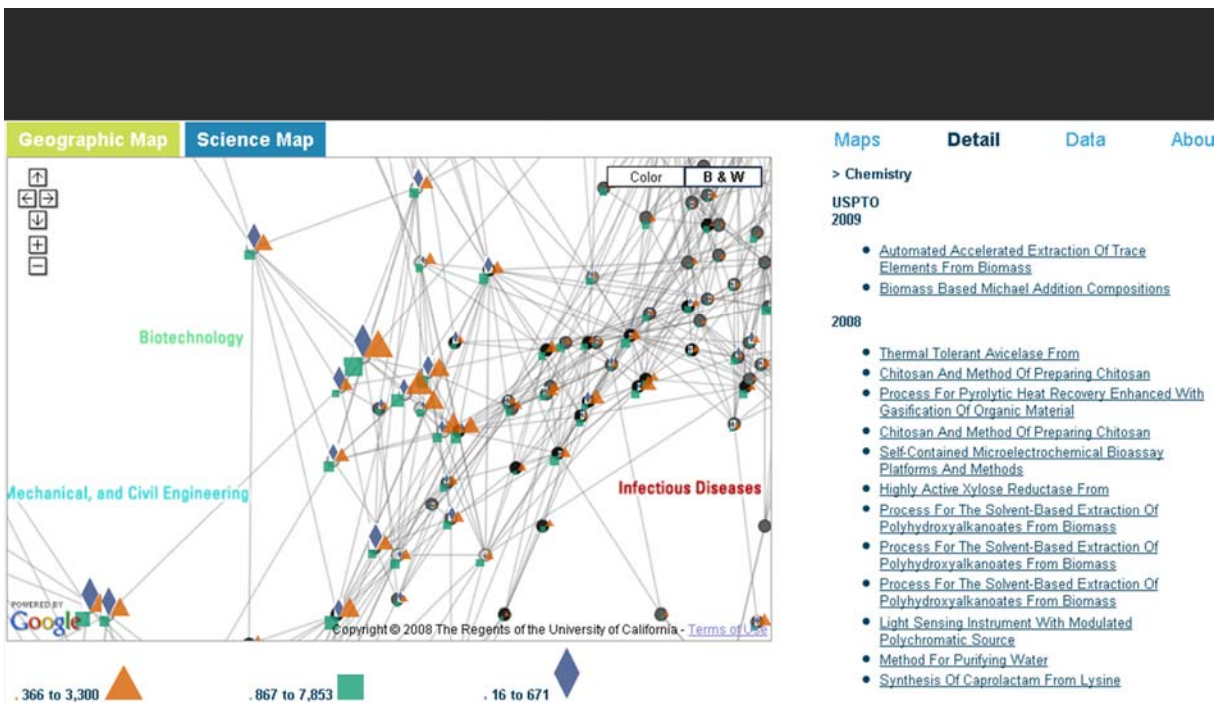 Geographic Map
Science Map
Maps
Detail
Data
Abou
Color
B & W
> Chemistry
USPTO
2009
Automated Accelerated Extraction Of Trace
Elements From Biomass
Biomass Based Michael Addition Compositions
2008
Thermal Tolerant Avicelase From
Chitosan And Method Of Preparing Chitosan
Process For Pyrolytic Heat Recovery Enhanced With
Gasification Of Organic Material
Chitosan And Method Of Preparing Chitosan
Self-Contained Microelectrochemical Bioassay
Platforms And Methods
Highly Active Xylose Reductase From
Process For The Solvent-Based Extraction Of
Polyhydroxyalkanoates From Biomass
Process For The Solvent-Based Extraction Of
Polyhydroxyalkanoates From Biomass
Process For The Solvent-Based Extraction Of
Polyhydroxyalkanoates From Biomass
Light Sensing Instrument With Modulated
Polychromatic Source
Method For Purifying Water
Synthesis Of Caprolactam From Lysine
Biotechnology
Mechanical, and Civil Engineering
Infectious Diseases
POWERED BY
Google
Copyright © 2008 The Regents of the University of California - Terms of Use
. 366 to 3,300
. 867 to 7,853
. 16 to 671